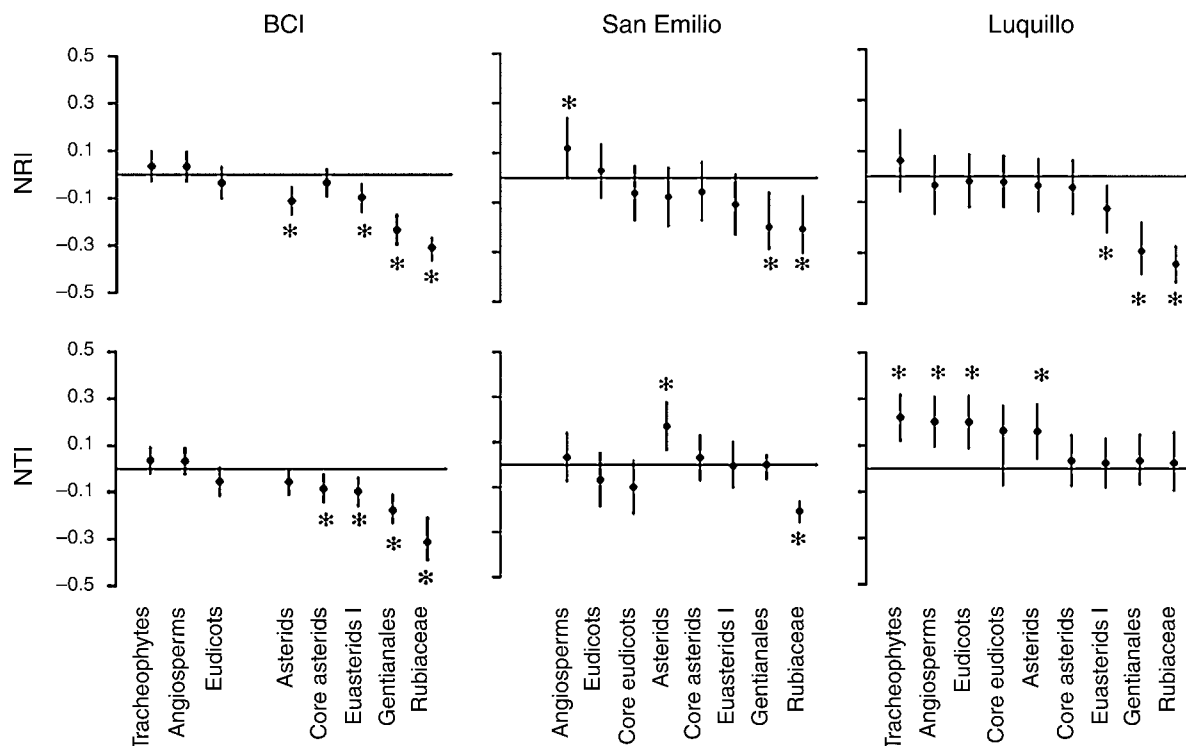 BCI
San Emilio
Luquillo
NRI
0.5
0.3
0.1
−0.1
−0.3
−0.5
*
*
*
*
*
*
*
*
*
*
NTI
0.5
0.3
0.1
−0.1
−0.3
−0.5
*
*
*
*
*
*
*
*
*
*
Tracheophytes
Angiosperms
Eudicots
Asterids
Core asterids
Euasterids I
Gentianales
Rubiaceae
Angiosperms
Eudicots
Core eudicots
Asterids
Core asterids
Euasterids I
Gentianales
Rubiaceae
Tracheophytes
Angiosperms
Eudicots
Core eudicots
Asterids
Core asterids
Euasterids I
Gentianales
Rubiaceae